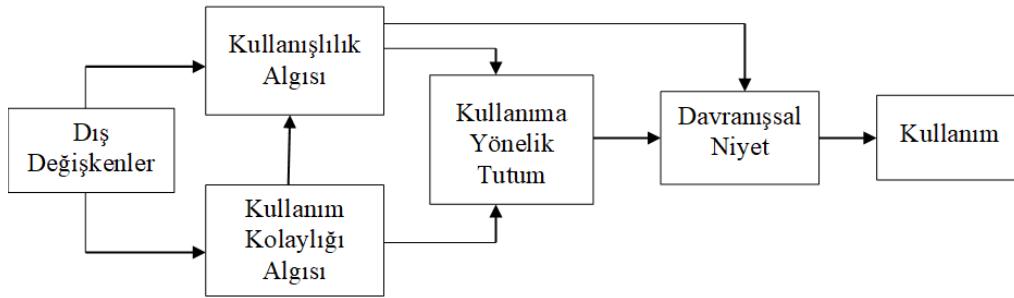 Dış
Değişkenler
Kullanışlılık
Algısı
Kullanım
Kolaylığı
Algısı
Kullanıma
Yönelik
Tutum
Davranışsal
Niyet
Kullanım